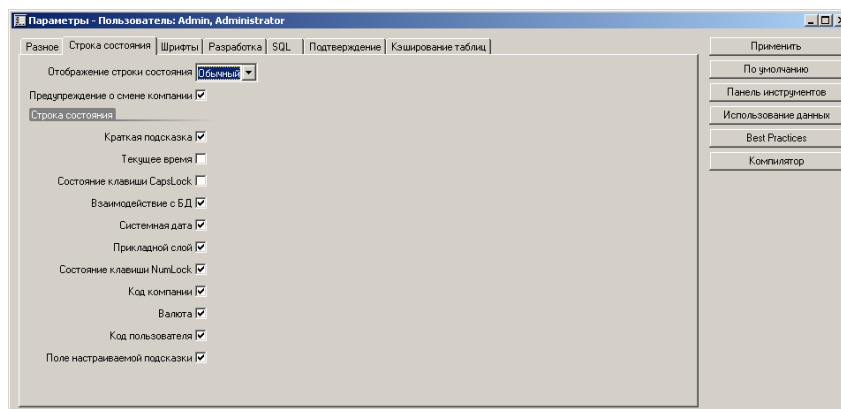 Параметры - Пользователь: Admin, Administrator
Разное Строка состояния Шрифты Разработка SQL Подтверждение Кэширование таблиц
Отображение строки состояния Обычный
Предупреждение о смене компании
Строка состояния
Краткая подсказка
Текущее время
Состояние клавиши CapsLock
Взаимодействие с БД
Системная дата
Прикладной слой
Состояние клавиши NumLock
Код компании
Валюта
Код пользователя
Поле настраиваемой подсказки
Применить
По умолчанию
Панель инструментов
Использование данных
Best Practices
Компилятор